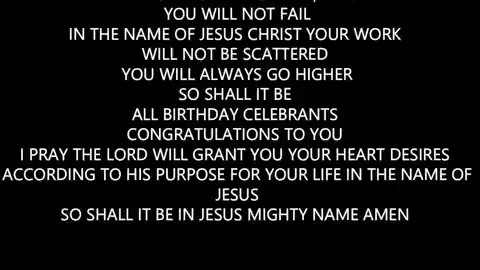 YOU WILL NOT FAIL
IN THE NAME OF JESUS CHRIST YOUR WORK
WILL NOT BE SCATTERED
YOU WILL ALWAYS GO HIGHER
SO SHALL IT BE
ALL BIRTHDAY CELEBRANTS
CONGRATULATIONS TO YOU
I PRAY THE LORD WILL GRANT YOU YOUR HEART DESIRES
ACCORDING TO HIS PURPOSE FOR YOUR LIFE IN THE NAME OF
JESUS
SO SHALL IT BE IN JESUS MIGHTY NAME AMEN